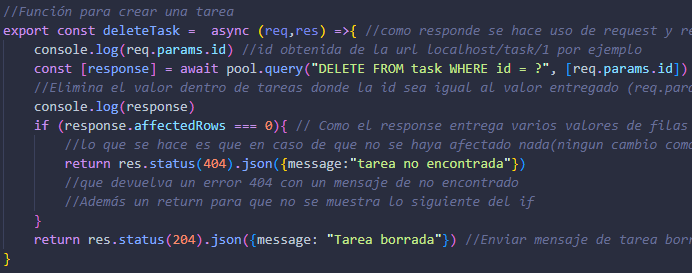 //Función para crear una tarea
export const deleteTask =  async (req,res) =>{ //como responde se hace uso de request y re
console.log(req.params.id) //id obtenida de la url localhost/task/1 por ejemplo
const [response] = await pool.query("DELETE FROM task WHERE id = ?", [req.params.id])
//Elimina el valor dentro de tareas donde la id sea igual al valor entregado (req.para
console.log(response)
if (response.affectedRows === 0){ // Como el response entrega varios valores de filas
//lo que se hace es que en caso de que no se haya afectado nada(ningun cambio como
return res.status(404).json({message:"tarea no encontrada"})
//que devuelva un error 404 con un mensaje de no encontrado
//Además un return para que no se muestra lo siguiente del if
}
return res.status(204).json({message: "Tarea borrada"}) //Enviar mensaje de tarea borr
}